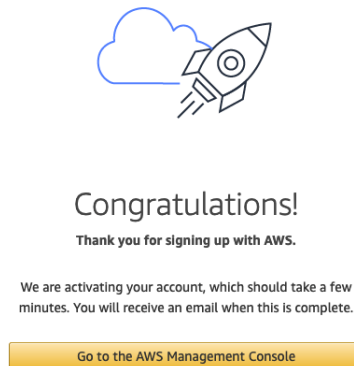 Congratulations!
Thank you for signing up with AWS.
We are activating your account, which should take a few
minutes. You will receive an email when this is complete.
Go to the AWS Management Console